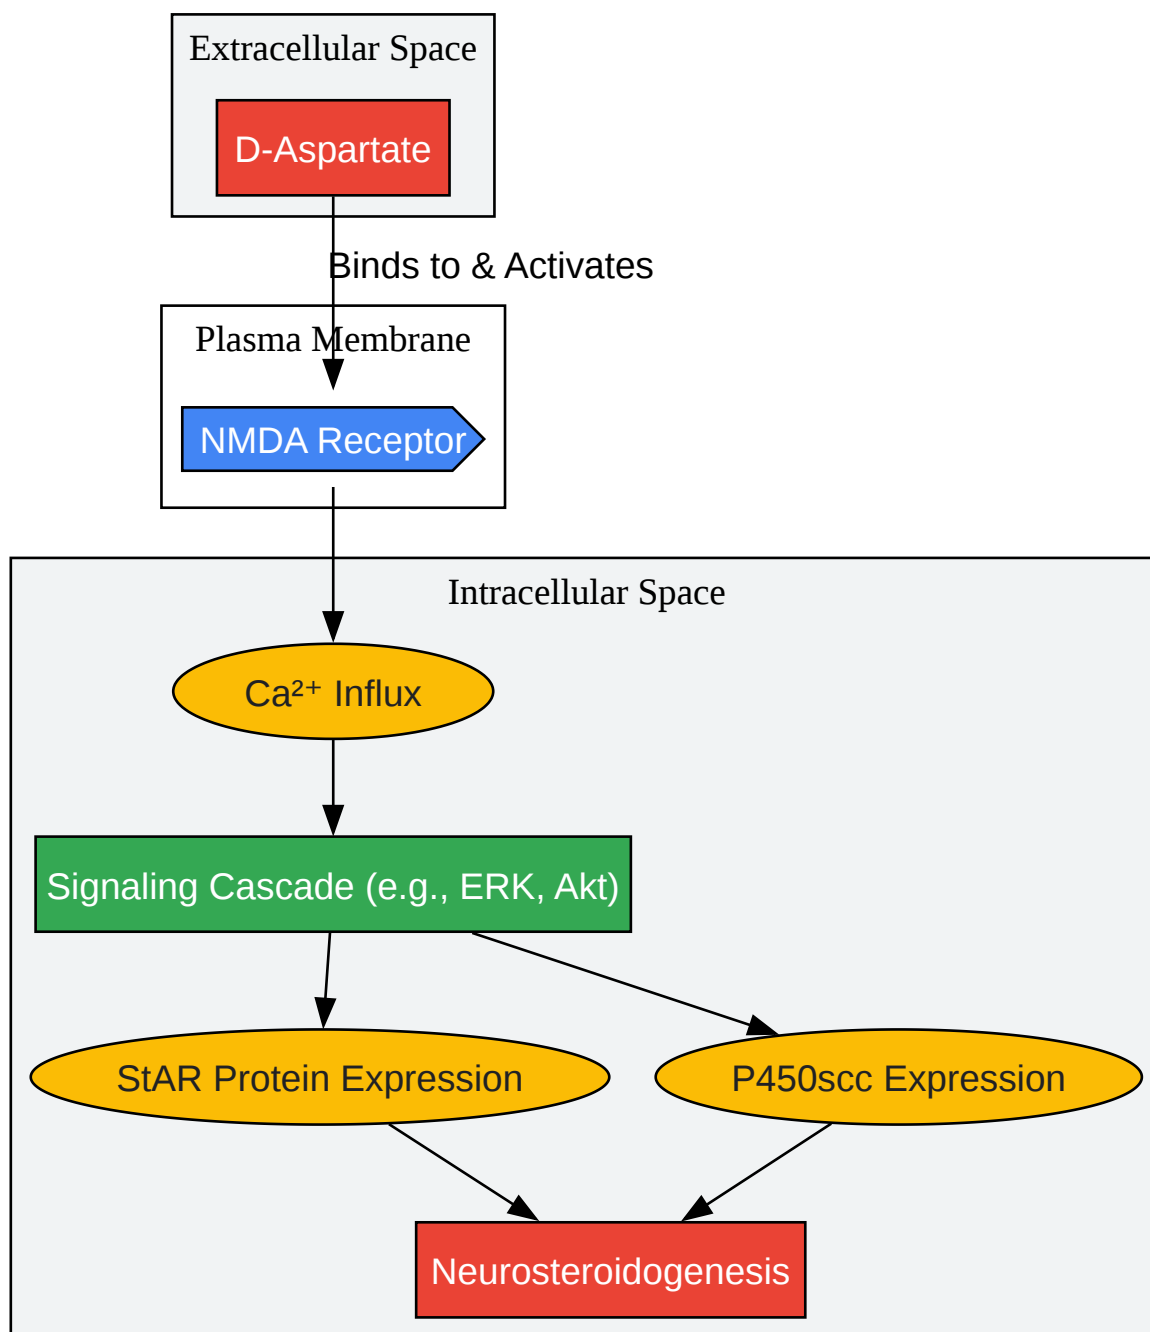 Extracellular Space
D-Aspartate
Binds to & Activates
Plasma Membrane
NMDA Receptor
Intracellular Space
Ca²⁺ Influx
Signaling Cascade (e.g., ERK, Akt)
StAR Protein Expression
P450scc Expression
Neurosteroidogenesis